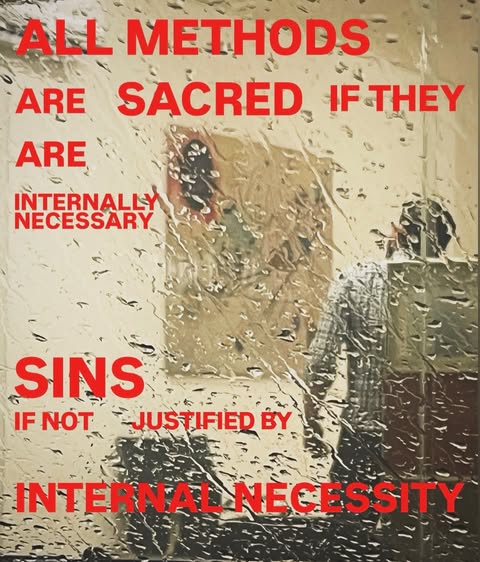 ALL METHODS
ARE SACRED IF THEY
ARE
INTERNALLY
NECESSARY
SINS
IF NOT JUSTIFIED BY
INTERNAL NECESSITY